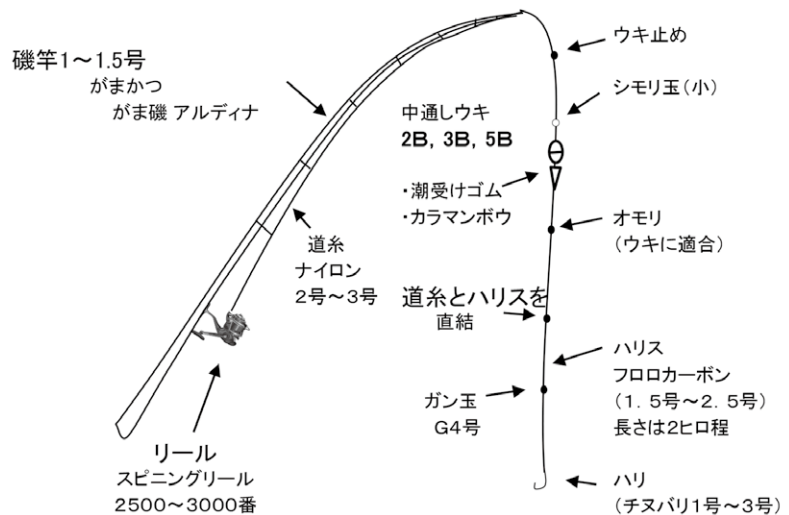 磯竿1～1.5号
がまかつ
がま磯 アルディナ
道糸
ナイロン
2号～3号
リール
スピニングリール
2500～3000番
中通しウキ
2B, 3B, 5B
・潮受けゴム
・カラマンボウ
道糸とハリスを
直結
ガン玉
G4号
ウキ止め
シモリ玉（小）
オモリ
（ウキに適合）
ハリス
フロロカーボン
（1．5号～2．5号）
長さは2ヒロ程
ハリ
（チヌバリ1号～3号）